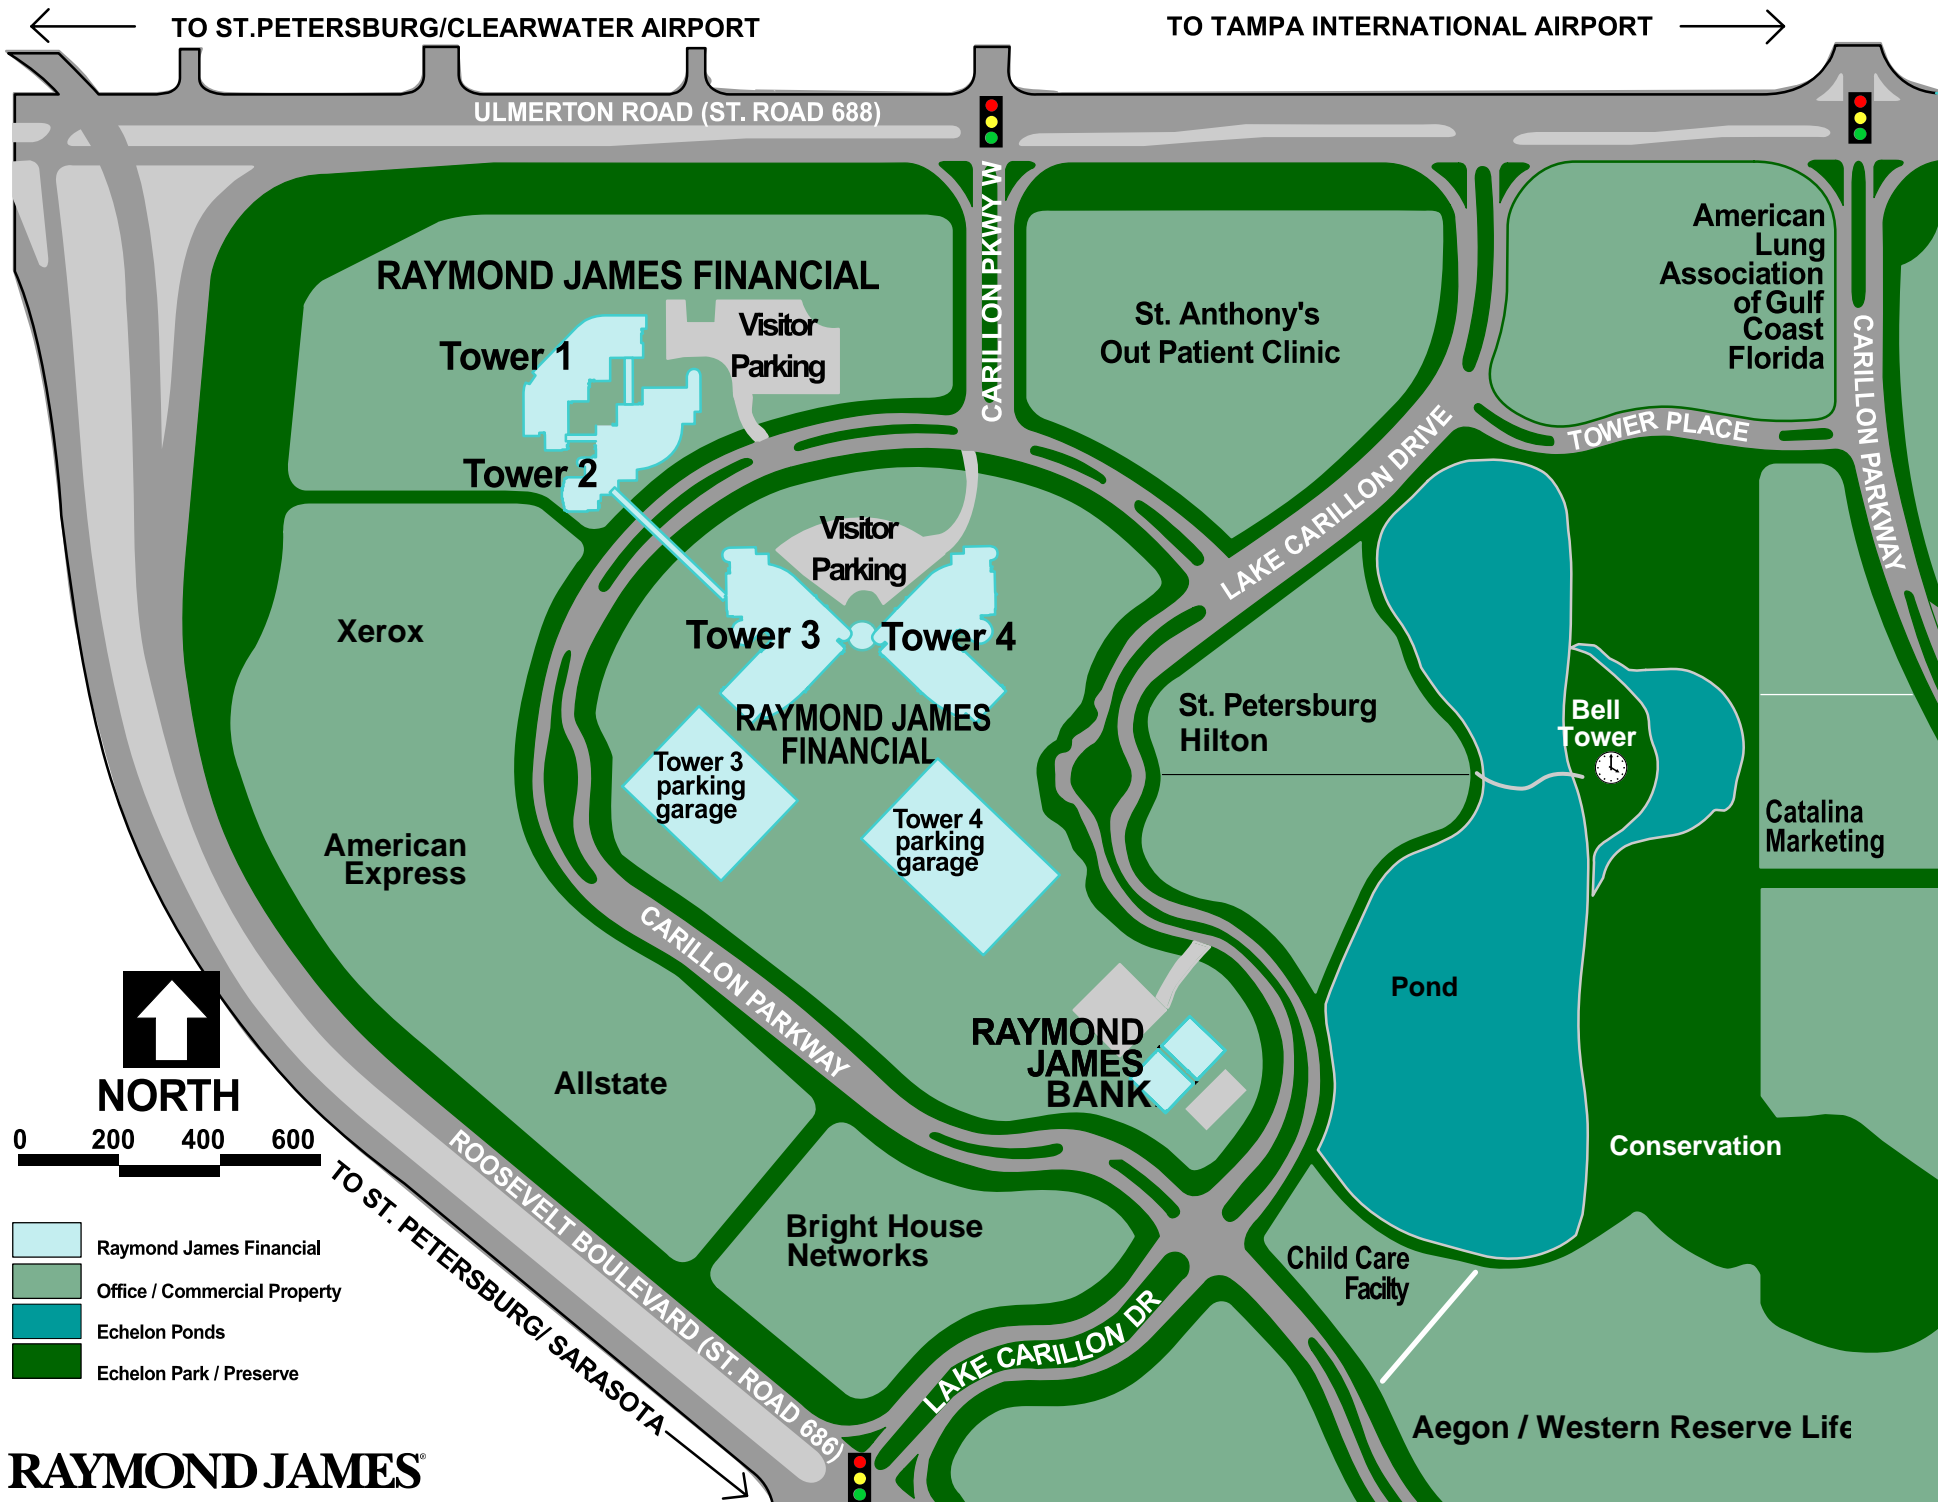 TO ST.PETERSBURG/CLEARWATER AIRPORT
TO TAMPA INTERNATIONAL AIRPORT
ULMERTON ROAD (ST. ROAD 688)
CARILLON PKWY W
RAYMOND JAMES FINANCIAL
Visitor
Parking
Tower 1
Tower 2
St. Anthony's
Out Patient Clinic
American
Lung
Association
of Gulf
Coast
Florida
CARILLON PARKWAY
TOWER PLACE
LAKE CARILLON DRIVE
Visitor
Parking
Xerox
Tower 3
Tower 4
RAYMOND JAMES
FINANCIAL
Tower 3
parking
garage
Tower 4
parking
garage
St. Petersburg
Hilton
Bell
Tower
Catalina
Marketing
American
Express
CARILLON PARKWAY
Pond
RAYMOND
JAMES
BANK
Allstate
NORTH
0 200 400 600
Conservation
ROOSEVELT BOULEVARD (ST. ROAD 686)
TO ST. PETERSBURG/ SARASOTA
Bright House
Networks
Child Care
Facilty
LAKE CARILLON DR
Raymond James Financial
Office / Commercial Property
Echelon Ponds
Echelon Park / Preserve
Aegon / Western Reserve Life
RAYMOND JAMES®